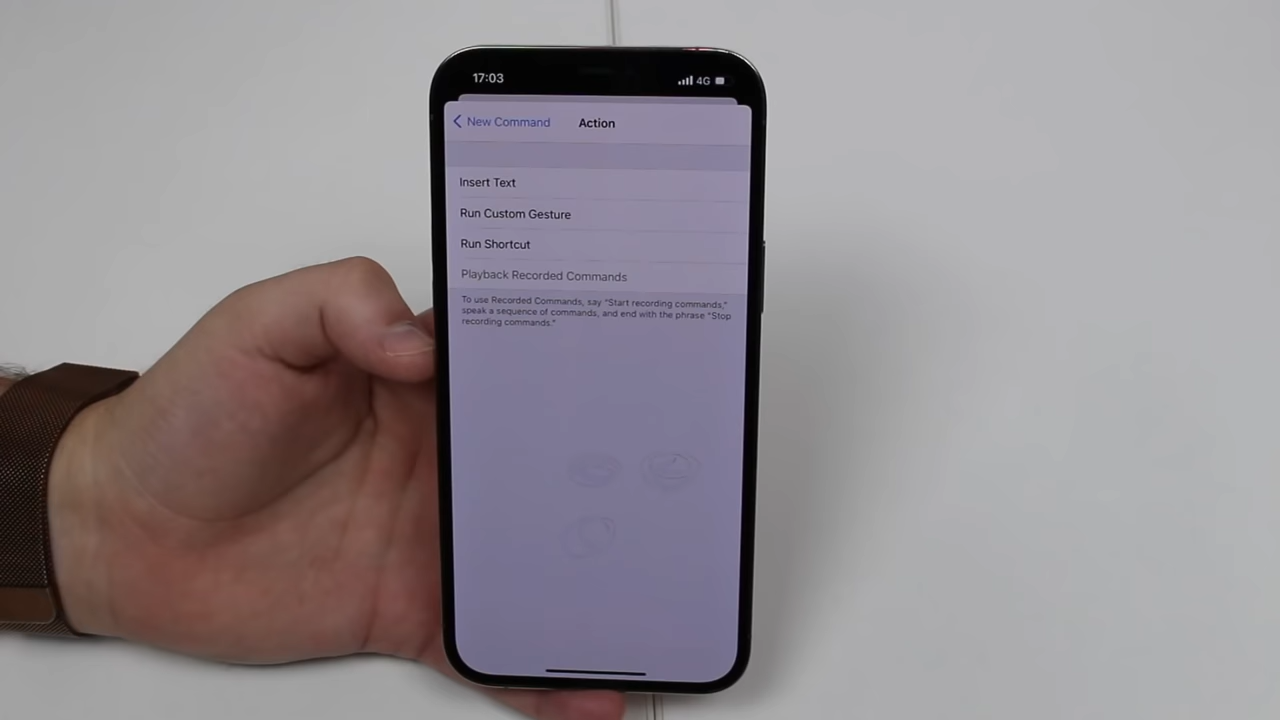 17:03 4G
New Command Action
Insert Text
Run Custom Gesture
Run Shortcut
Playback Recorded Commands
To use Recorded Commands, say "Start recording commands,"
speak a sequence of commands, and end with the phrase "Stop
recording commands."